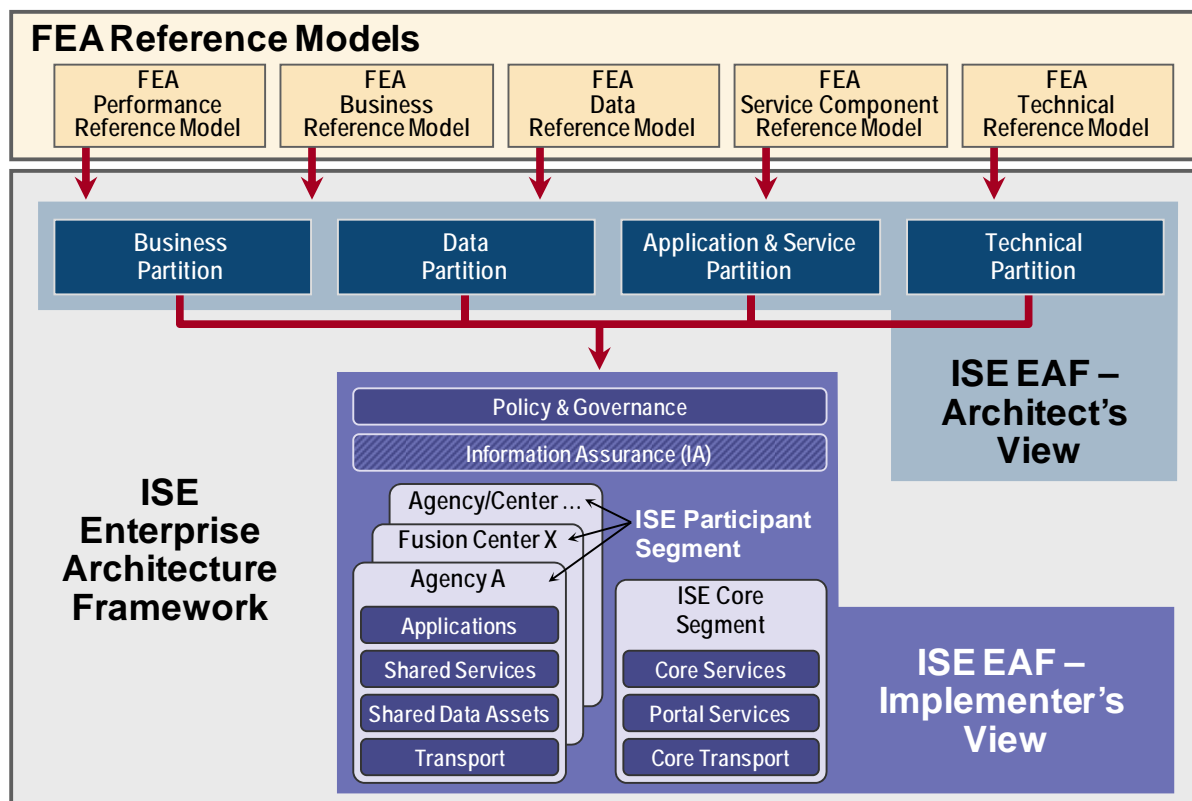 FEA Reference Models
FEA
Performance
Reference Model
FEA
Business
Reference Model
FEA
Data
Reference Model
FEA
Service Component
Reference Model
FEA
Technical
Reference Model
Business
Partition
Data
Partition
Application & Service
Partition
Technical
Partition
ISE EAF –
Architect's
View
Policy & Governance
Information Assurance (IA)
ISE
Enterprise
Architecture
Framework
Agency/Center ...
Fusion Center X
Agency A
ISE Participant
Segment
Applications
Shared Services
Shared Data Assets
Transport
ISE Core
Segment
Core Services
Portal Services
Core Transport
ISE EAF –
Implementer's
View